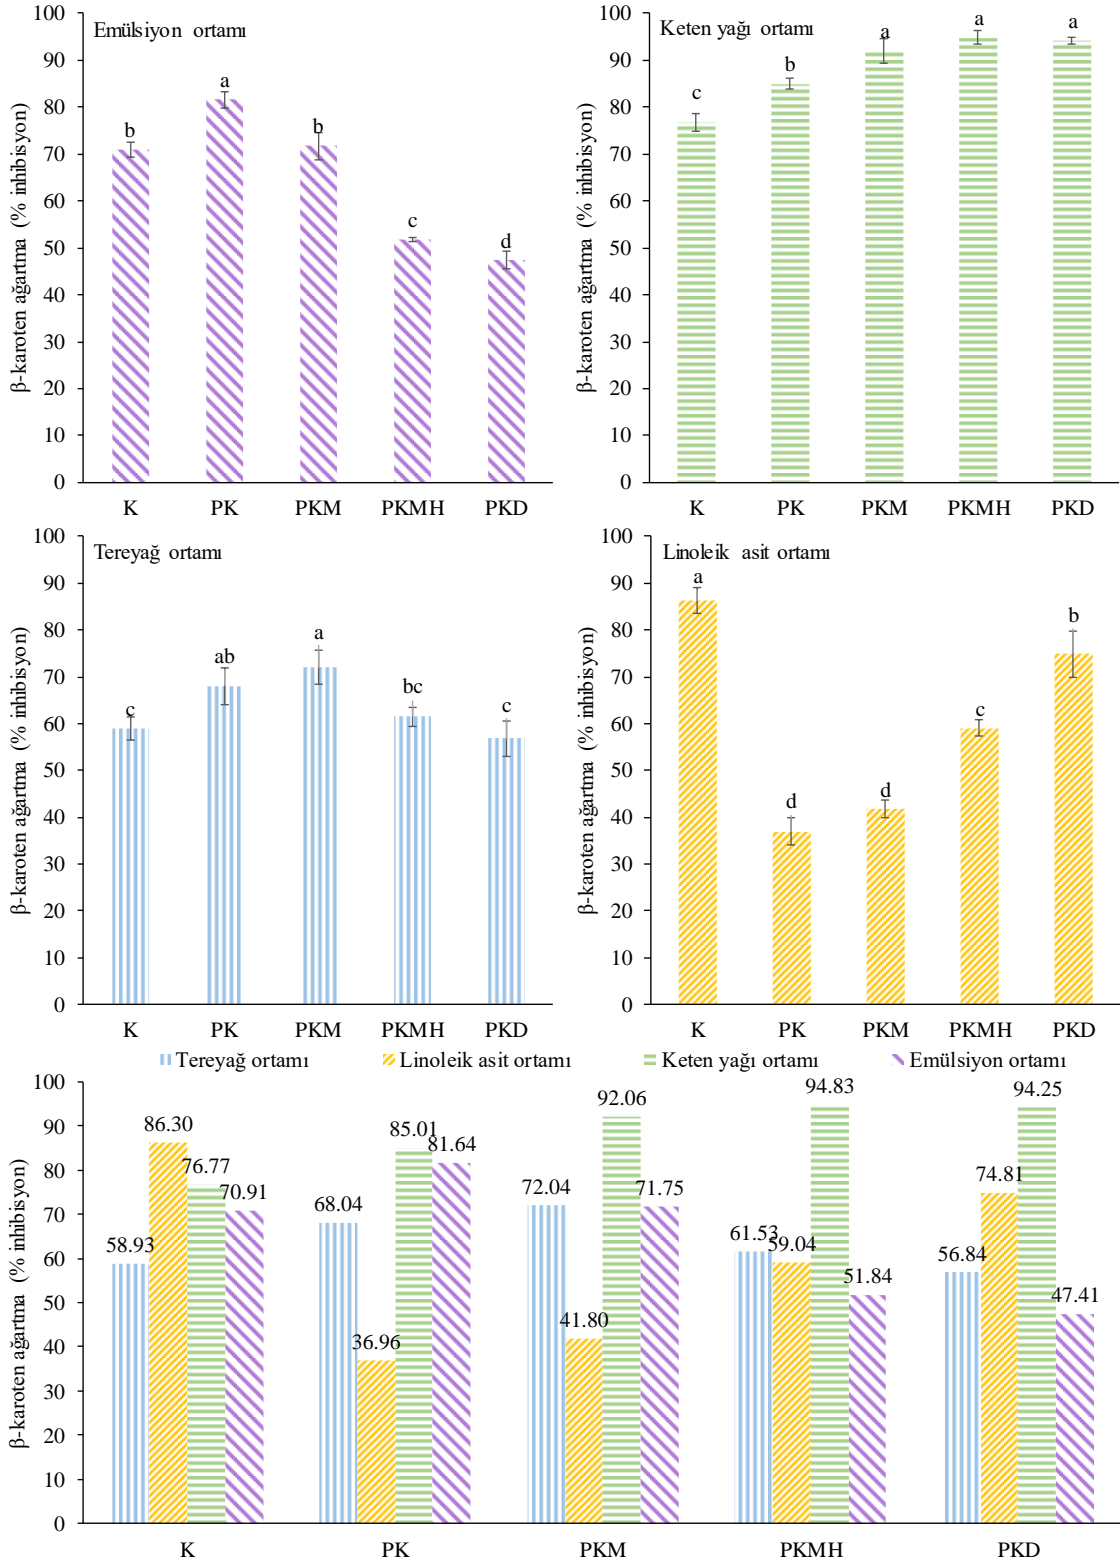 Emülsiyon ortamı
β-karoten ağartma (% inhibisyon)
100
90
80
70
60
50
40
30
20
10
0
b
a
b
c
d
K PK PKM PKMH PKD
Keten yağı ortamı
β-karoten ağartma (% inhibisyon)
100
90
80
70
60
50
40
30
20
10
0
c
b
a
a
a
K PK PKM PKMH PKD
Tereyağ ortamı
β-karoten ağartma (% inhibisyon)
100
90
80
70
60
50
40
30
20
10
0
c
ab
a
bc
c
K PK PKM PKMH PKD
Linoleik asit ortamı
β-karoten ağartma (% inhibisyon)
100
90
80
70
60
50
40
30
20
10
0
a
d
d
c
b
K PK PKM PKMH PKD
Tereyağ ortamı Linoleik asit ortamı Keten yağı ortamı Emülsiyon ortamı
β-karoten ağartma (% inhibisyon)
100
90
80
70
60
50
40
30
20
10
0
58.93 86.30 76.77 70.91
68.04 36.96 85.01 81.64
72.04 41.80 92.06 71.75
61.53 59.04 94.83 51.84
56.84 74.81 94.25 47.41
K PK PKM PKMH PKD